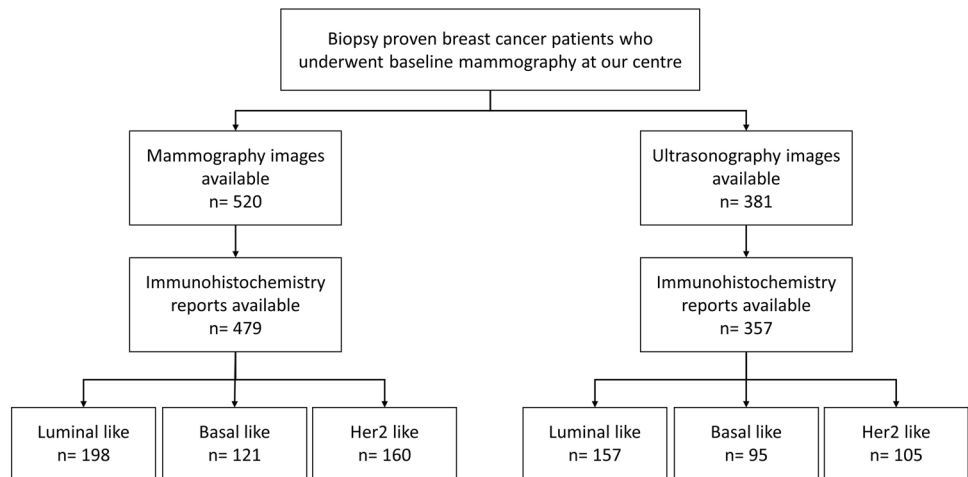 Biopsy proven breast cancer patients who
underwent baseline mammography at our centre
Mammography images
available
n= 520
Ultrasonography images
available
n= 381
Immunohistochemistry
reports available
n= 479
Immunohistochemistry
reports available
n= 357
Luminal like
n= 198
Basal like
n= 121
Her2 like
n= 160
Luminal like
n= 157
Basal like
n= 95
Her2 like
n= 105